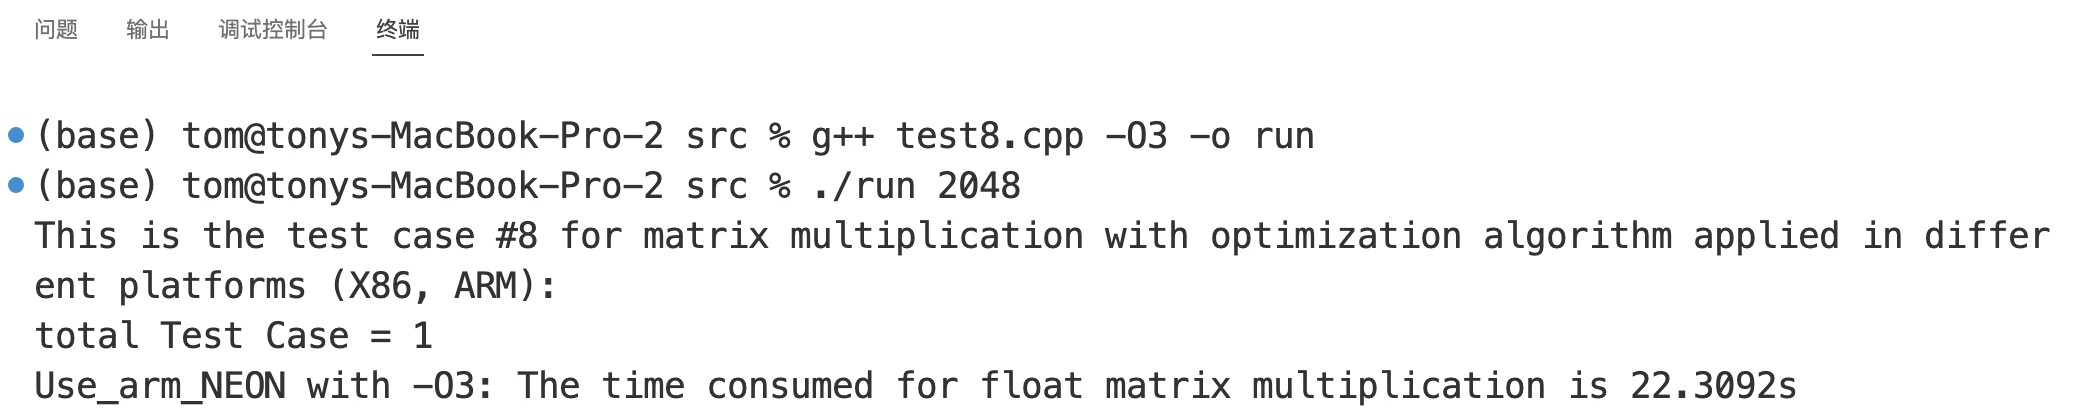 问题 输出 调试控制台 终端
(base) tom@tonys-MacBook-Pro-2 src % g++ test8.cpp -O3 -o run
(base) tom@tonys-MacBook-Pro-2 src % ./run 2048
This is the test case #8 for matrix multiplication with optimization algorithm applied in differ
ent platforms (X86, ARM):
total Test Case = 1
Use_arm_NEON with -O3: The time consumed for float matrix multiplication is 22.3092s